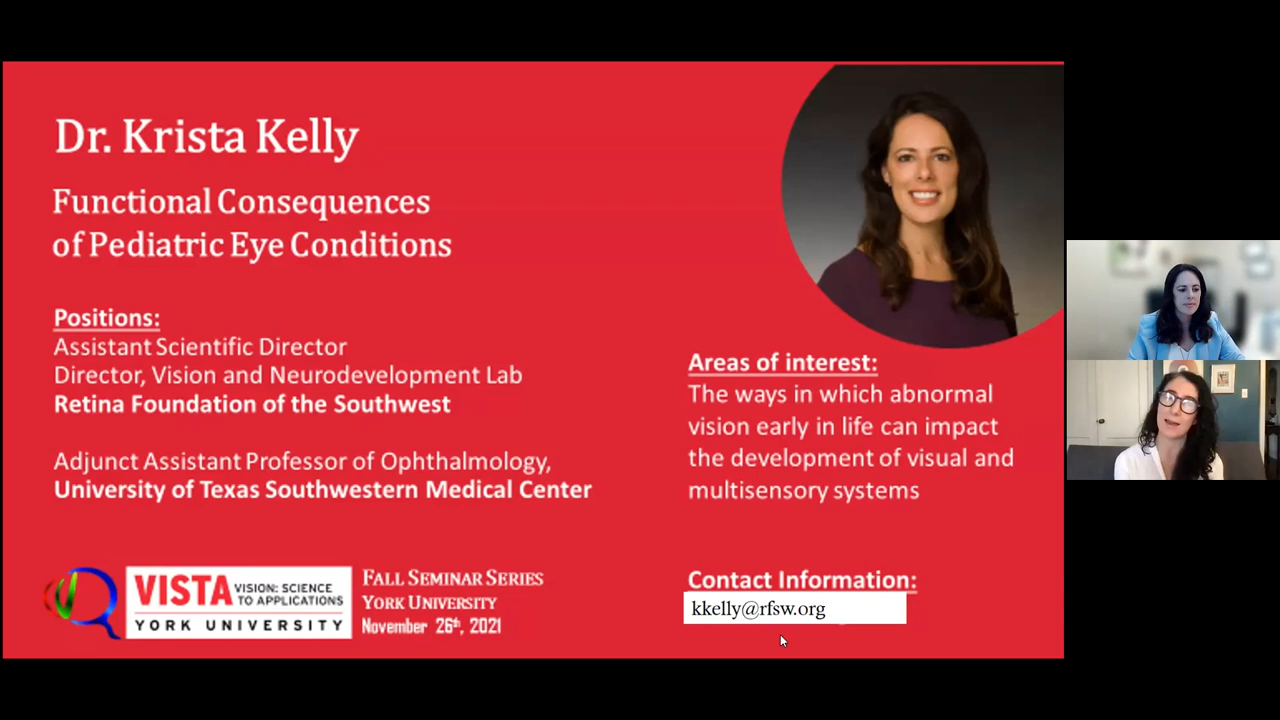 Dr. Krista Kelly
Functional Consequences
of Pediatric Eye Conditions
Positions:
Assistant Scientific Director
Director, Vision and Neurodevelopment Lab
Retina Foundation of the Southwest
Adjunct Assistant Professor of Ophthalmology,
University of Texas Southwestern Medical Center
Areas of interest:
The ways in which abnormal
vision early in life can impact
the development of visual and
multisensory systems
VISTA VISION: SCIENCE
TO APPLICATIONS
YORK UNIVERSITY
FALL SEMINAR SERIES
YORK UNIVERSITY
November 26th, 2021
Contact Information:
kkelly@rfsw.org